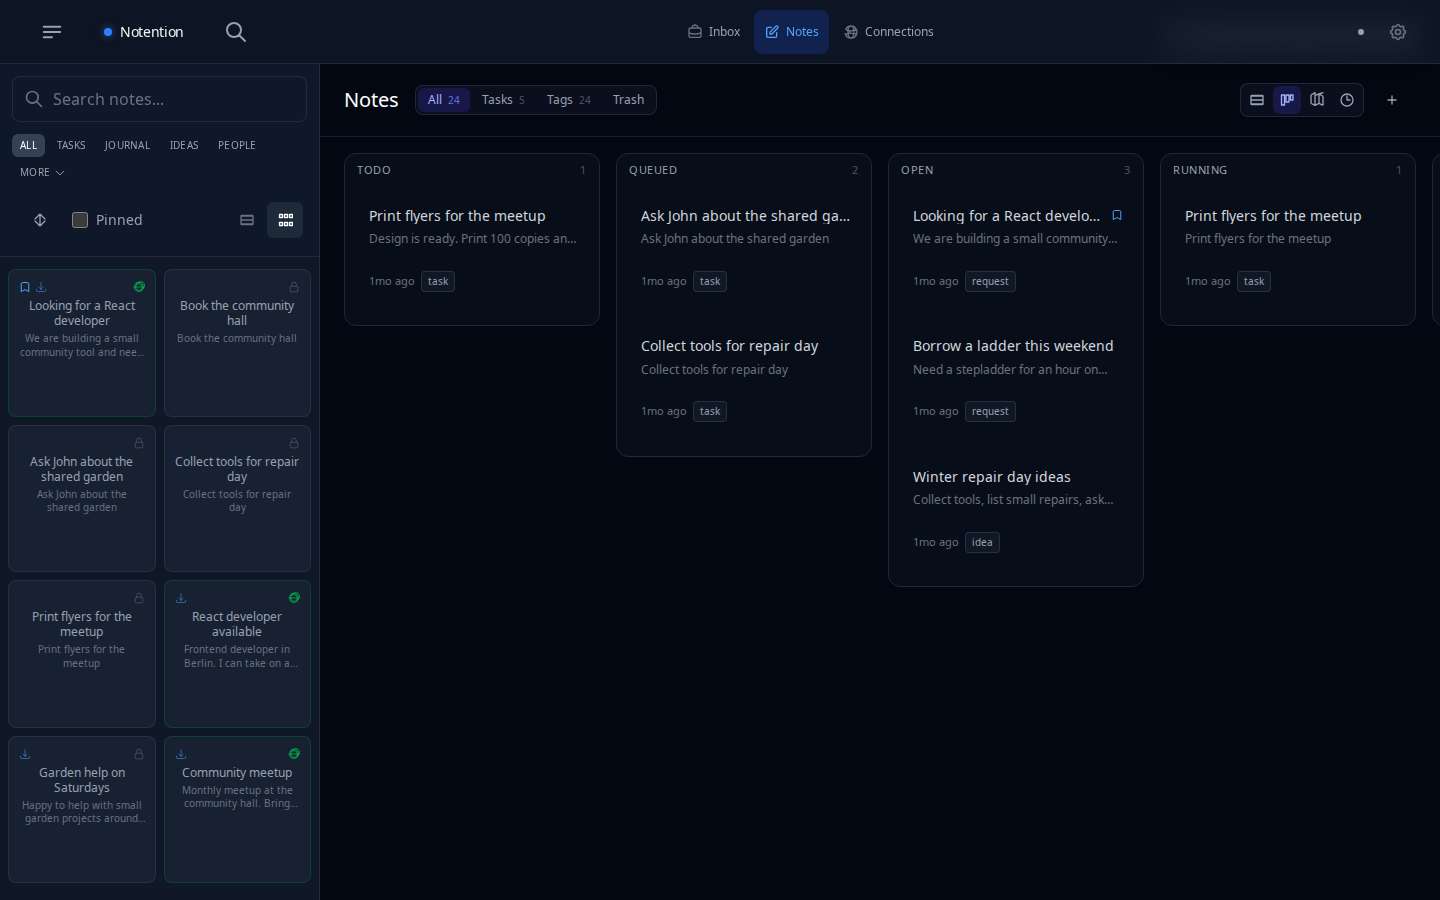 Notention
Inbox
Notes
Connections
Search notes...
ALL
TASKS
JOURNAL
IDEAS
PEOPLE
MORE
Pinned
Looking for a React
developer
We are building a small
community tool and nee...
Book the community
hall
Book the community hall
Ask John about the
shared garden
Ask John about the
shared garden
Collect tools for repair
day
Collect tools for repair
day
Print flyers for the
meetup
Print flyers for the
meetup
React developer
available
Frontend developer in
Berlin. I can take on a...
Garden help on
Saturdays
Happy to help with small
garden projects around...
Community meetup
Monthly meetup at the
community hall. Bring...
Notes
All 24
Tasks 5
Tags 24
Trash
TODO 1
Print flyers for the meetup
Design is ready. Print 100 copies an...
1mo ago task
QUEUED 2
Ask John about the shared ga...
Ask John about the shared garden
1mo ago task
Collect tools for repair day
Collect tools for repair day
1mo ago task
OPEN 3
Looking for a React develo...
We are building a small community...
1mo ago request
Borrow a ladder this weekend
Need a stepladder for an hour on...
1mo ago request
Winter repair day ideas
Collect tools, list small repairs, ask...
1mo ago idea
RUNNING 1
Print flyers for the meetup
Print flyers for the meetup
1mo ago task